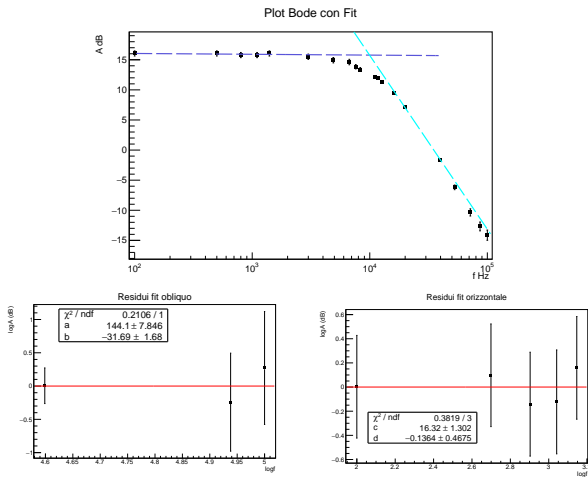 Plot Bode con Fit
A dB
15
10
5
0
−5
−10
−15
10²
10³
10⁴
10⁵
f Hz
Residui fit obliquo
logA (dB)
1
0.5
0
−0.5
−1
χ² / ndf 0.2106 / 1
a 144.1 ± 7.846
b −31.69 ± 1.68
4.6 4.65 4.7 4.75 4.8 4.85 4.9 4.95 5
logf
Residui fit orizzontale
logA (dB)
0.6
0.4
0.2
0
−0.2
−0.4
−0.6
χ² / ndf 0.3819 / 3
c 16.32 ± 1.302
d −0.1364 ± 0.4675
2 2.2 2.4 2.6 2.8 3
logf